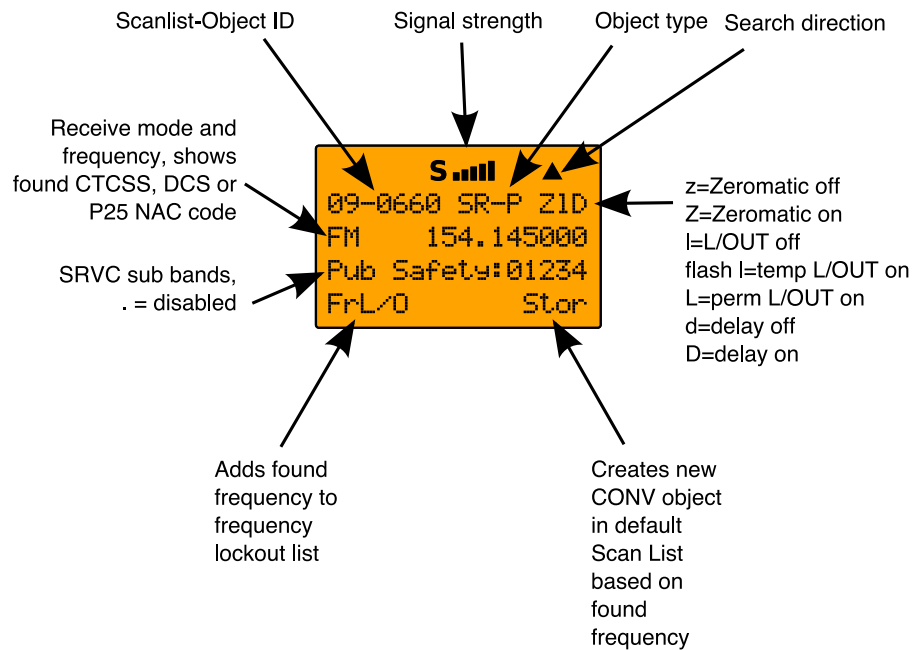 Scanlist-Object ID
Signal strength
Object type
Search direction
Receive mode and
frequency, shows
found CTCSS, DCS or
P25 NAC code
SRVC sub bands,
. = disabled
S
09-0660 SR-P ZlD
FM 154.145000
Pub Safety:01234
FrL/O Stor
z=Zeromatic off
Z=Zeromatic on
l=L/OUT off
flash l=temp L/OUT on
L=perm L/OUT on
d=delay off
D=delay on
Adds found
frequency to
frequency
lockout list
Creates new
CONV object
in default
Scan List
based on
found
frequency